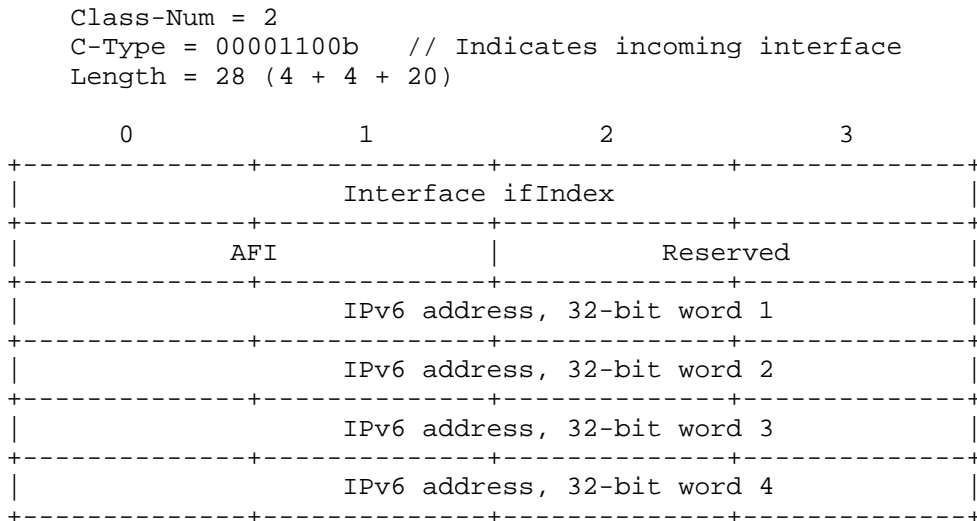 Class-Num = 2
C-Type = 00001100b   // Indicates incoming interface
Length = 28 (4 + 4 + 20)
       0              1              2              3
+--------------+--------------+--------------+--------------+
|                    Interface ifIndex                      |
+--------------+--------------+--------------+--------------+
|             AFI             |          Reserved           |
+--------------+--------------+--------------+--------------+
|                    IPv6 address, 32-bit word 1            |
+--------------+--------------+--------------+--------------+
|                    IPv6 address, 32-bit word 2            |
+--------------+--------------+--------------+--------------+
|                    IPv6 address, 32-bit word 3            |
+--------------+--------------+--------------+--------------+
|                    IPv6 address, 32-bit word 4            |
+--------------+--------------+--------------+--------------+